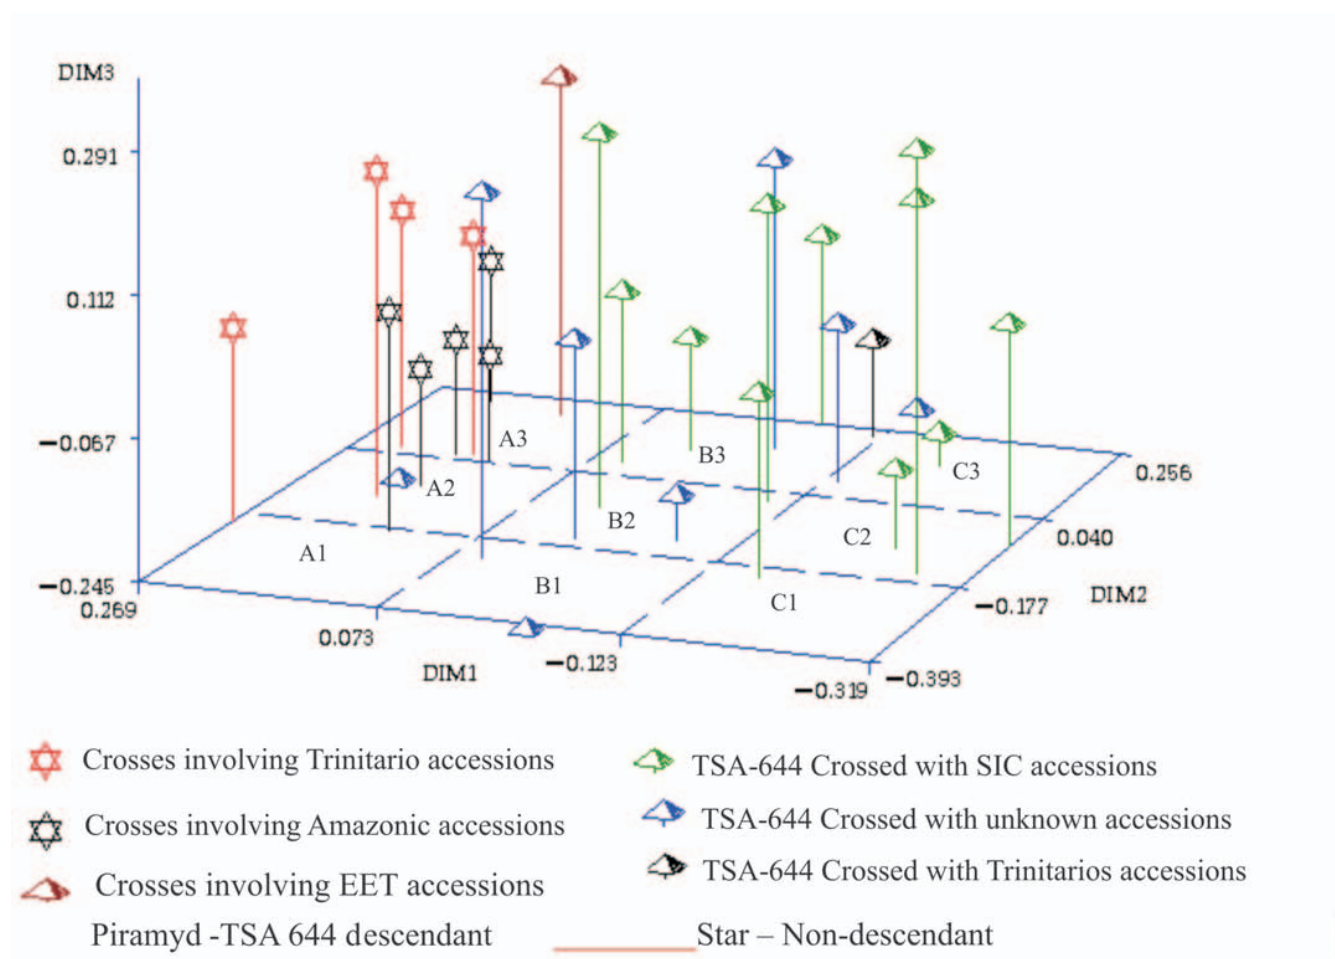 DIM3
0.291
0.112
−0.067
−0.245
0.269
0.073
−0.123
−0.319
DIM1
−0.393
−0.177
0.040
0.256
DIM2
A3
B3
C3
A2
B2
C2
A1
B1
C1
Crosses involving Trinitario accessions
TSA-644 Crossed with SIC accessions
Crosses involving Amazonic accessions
TSA-644 Crossed with unknown accessions
Crosses involving EET accessions
TSA-644 Crossed with Trinitarios accessions
Piramyd -TSA 644 descendant
Star – Non-descendant